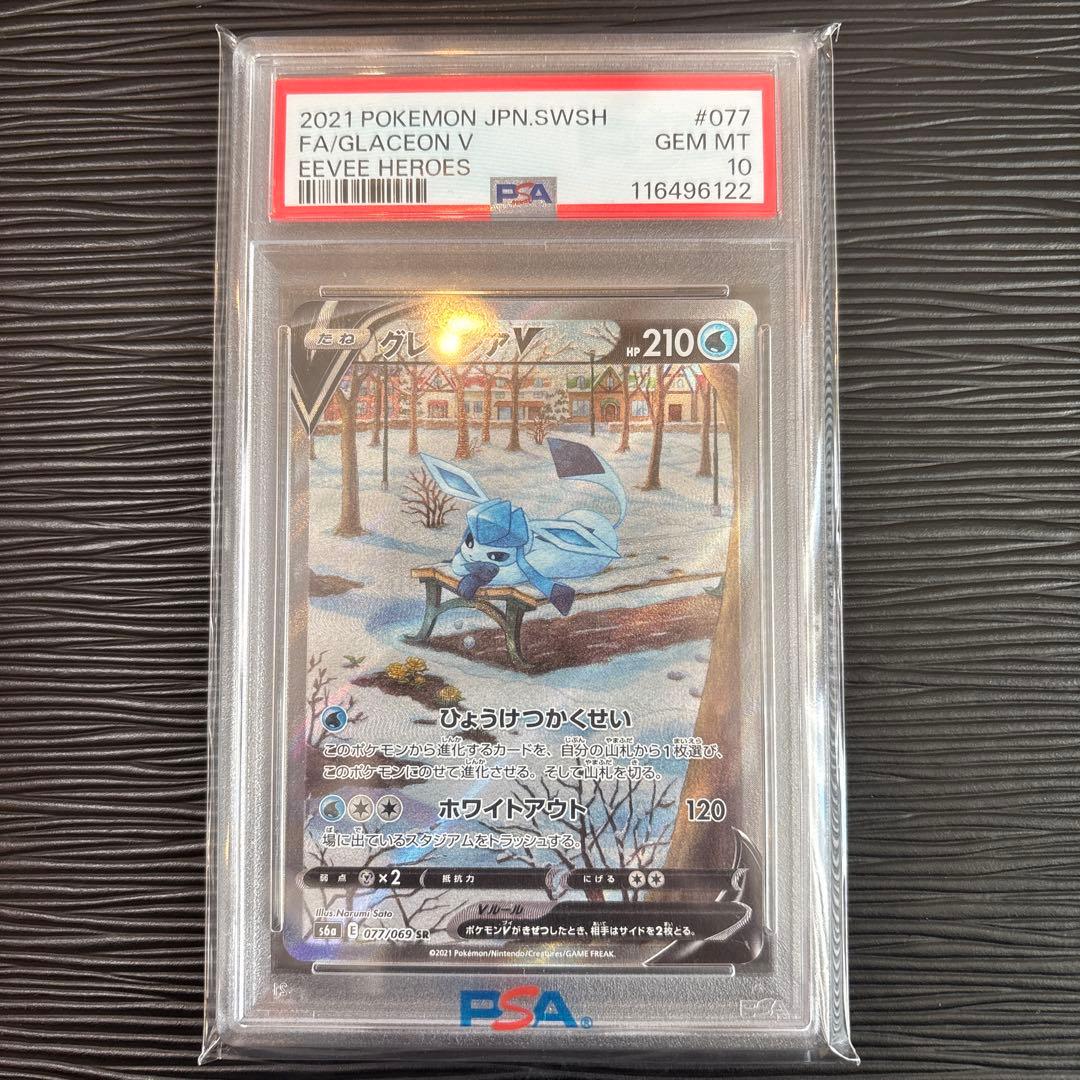 2021 POKEMON JPN.SWSH #077
FA/GLACEON V GEM MT
EEVEE HEROES 10
PSA 116496122
たね グレ V HP 210
ひょうけつかくせい
このポケモンから進化するカードを、自分の山札から1枚選び、
このポケモンにのせて進化させる。そして山札を切る。
ホワイトアウト 120
場に出ているスタジアムをトラッシュする。
弱点 ×2 抵抗力 にげる
Illus. Narumi Sato
Vルール
s6a E 077/069 SR
ポケモンVがきぜつしたとき、相手はサイドを2枚とる。
©2021 Pokémon/Nintendo/Creatures/GAME FREAK.
PSA®